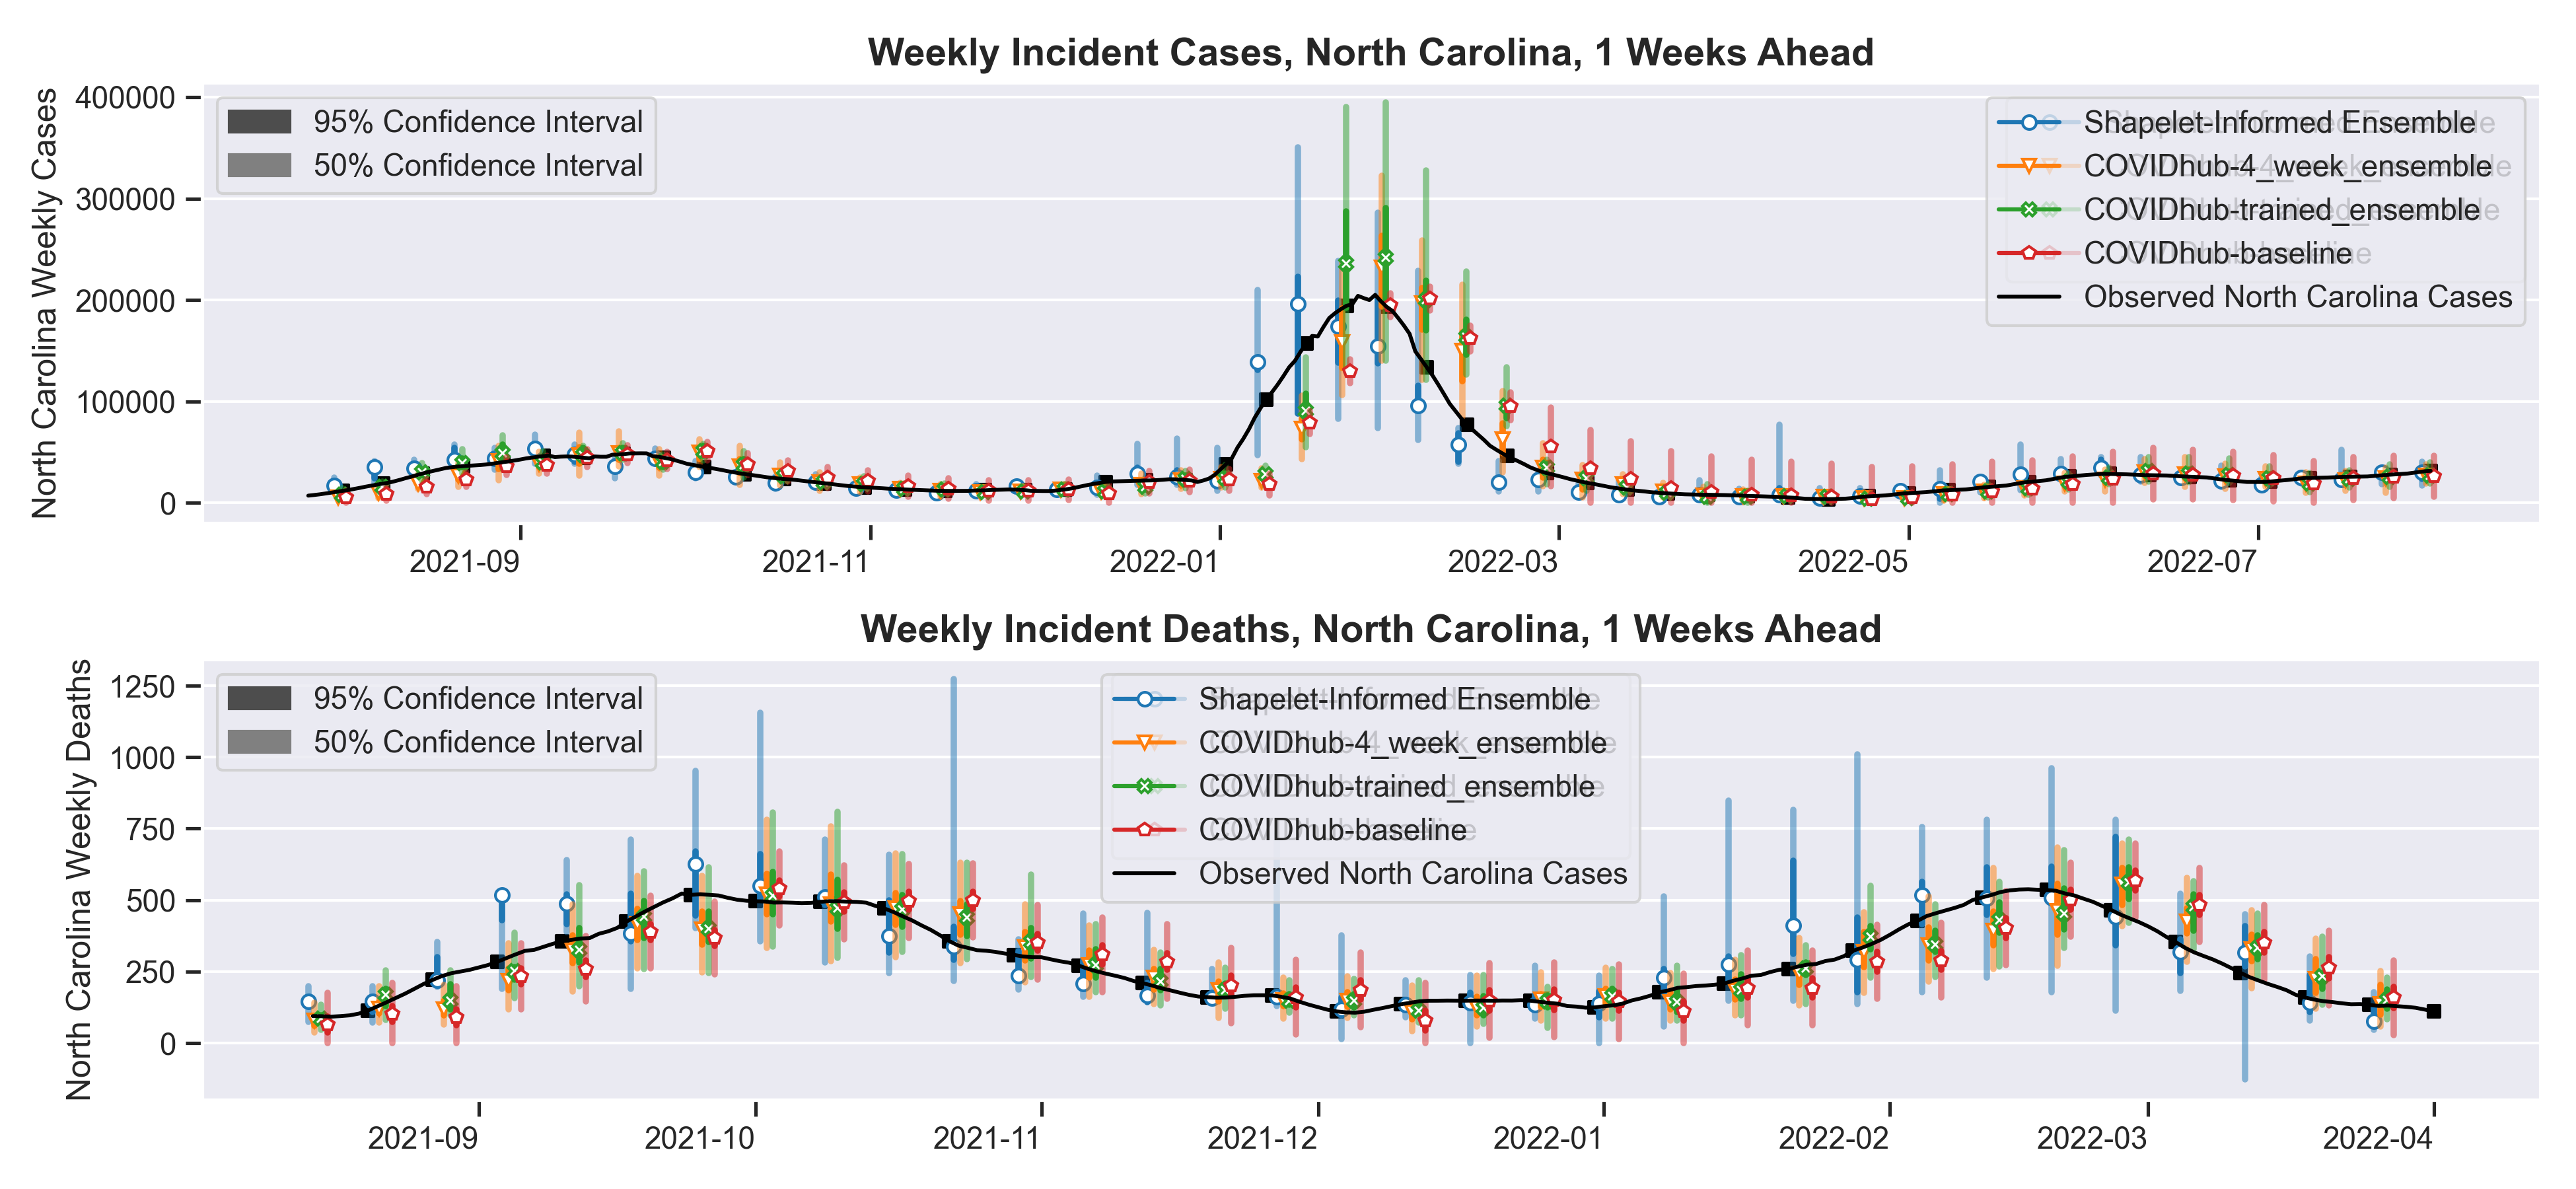 Weekly Incident Cases, North Carolina, 1 Weeks Ahead
North Carolina Weekly Cases
400000
300000
200000
100000
0
95% Confidence Interval
50% Confidence Interval
Shapelet-Informed Ensemble
COVIDhub-4_week_ensemble
COVIDhub-trained_ensemble
COVIDhub-baseline
Observed North Carolina Cases
2021-09
2021-11
2022-01
2022-03
2022-05
2022-07
Weekly Incident Deaths, North Carolina, 1 Weeks Ahead
North Carolina Weekly Deaths
1250
1000
750
500
250
0
95% Confidence Interval
50% Confidence Interval
Shapelet-Informed Ensemble
COVIDhub-4_week_ensemble
COVIDhub-trained_ensemble
COVIDhub-baseline
Observed North Carolina Cases
2021-09
2021-10
2021-11
2021-12
2022-01
2022-02
2022-03
2022-04